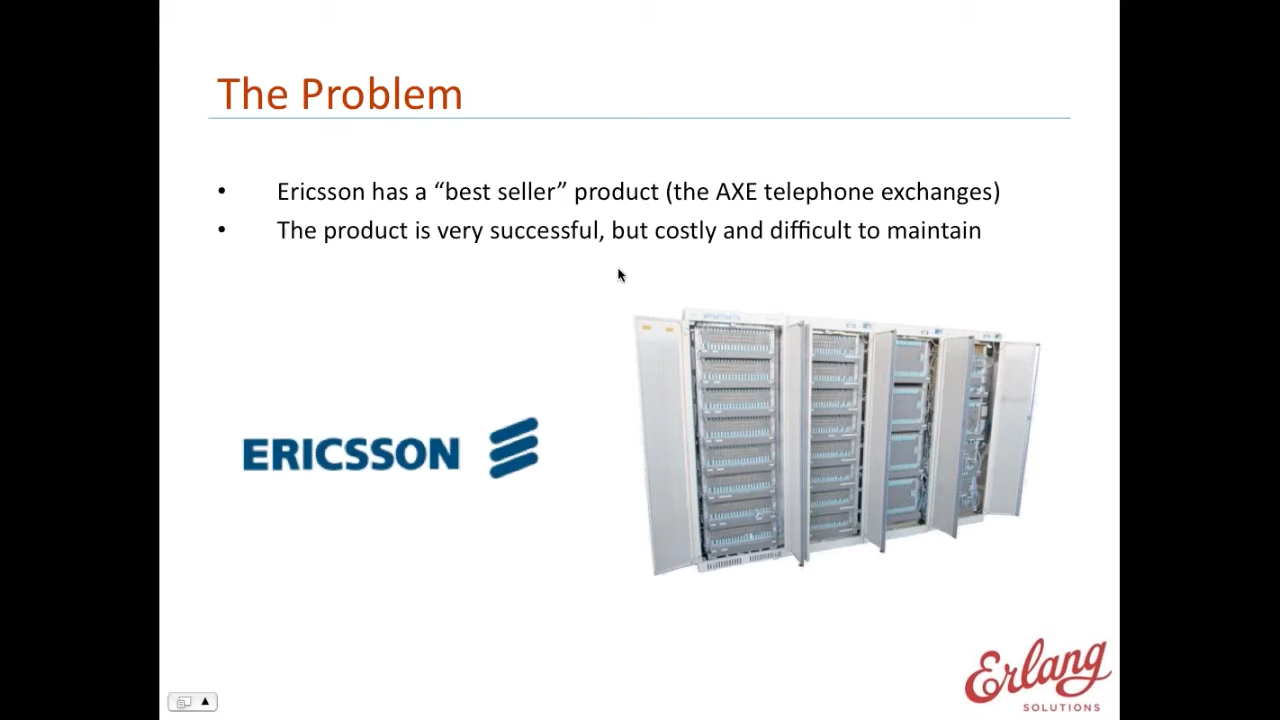 The Problem
• Ericsson has a “best seller” product (the AXE telephone exchanges)
• The product is very successful, but costly and difficult to maintain
ERICSSON
Erlang
SOLUTIONS